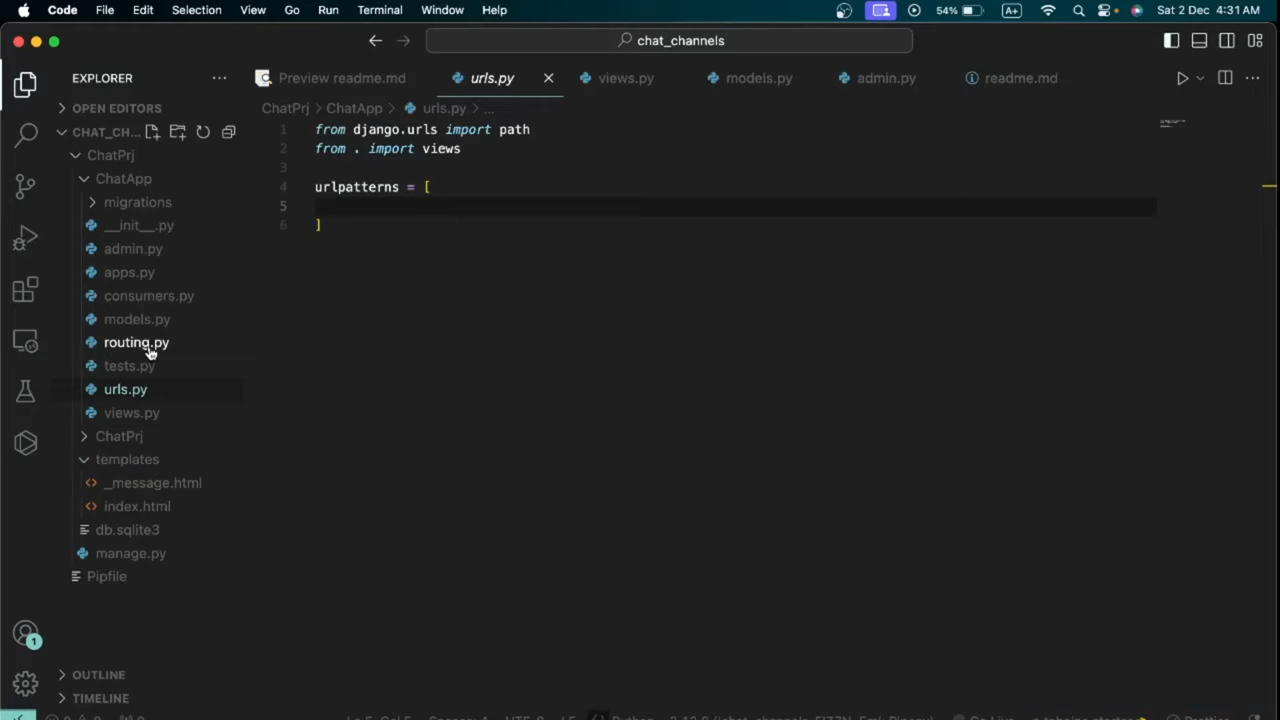 Code File Edit Selection View Go Run Terminal Window Help 54% A+ Sat 2 Dec 4:31 AM
chat_channels
EXPLORER
Preview readme.md urls.py views.py models.py admin.py readme.md
OPEN EDITORS
CHAT_CH...
ChatPrj > ChatApp > urls.py > ...
1 from django.urls import path
2 from . import views
3
4 urlpatterns = [
5
6 ]
ChatPrj
ChatApp
migrations
__init__.py
admin.py
apps.py
consumers.py
models.py
routing.py
tests.py
urls.py
views.py
ChatPrj
templates
_message.html
index.html
db.sqlite3
manage.py
Pipfile
1
OUTLINE
TIMELINE